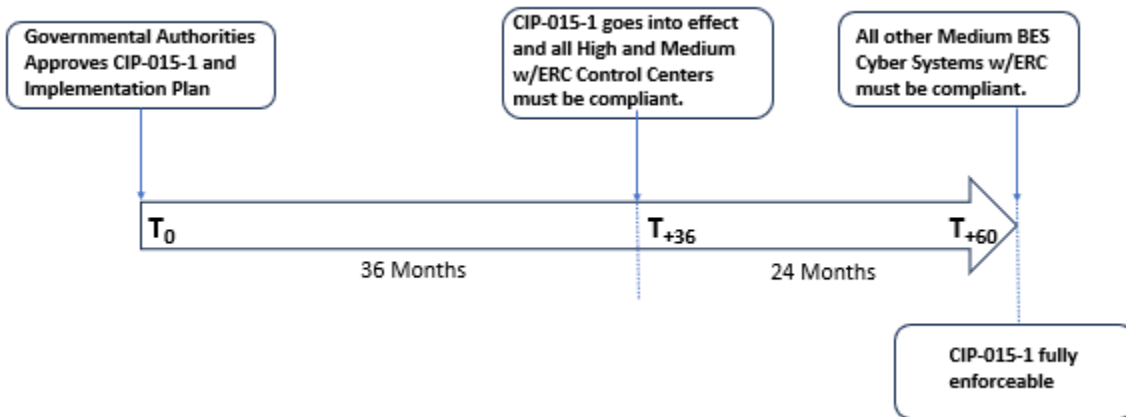 Governmental Authorities
Approves CIP-015-1 and
Implementation Plan
CIP-015-1 goes into effect
and all High and Medium
w/ERC Control Centers
must be compliant.
All other Medium BES
Cyber Systems w/ERC
must be compliant.
T0
T+36
T+60
36 Months
24 Months
CIP-015-1 fully
enforceable